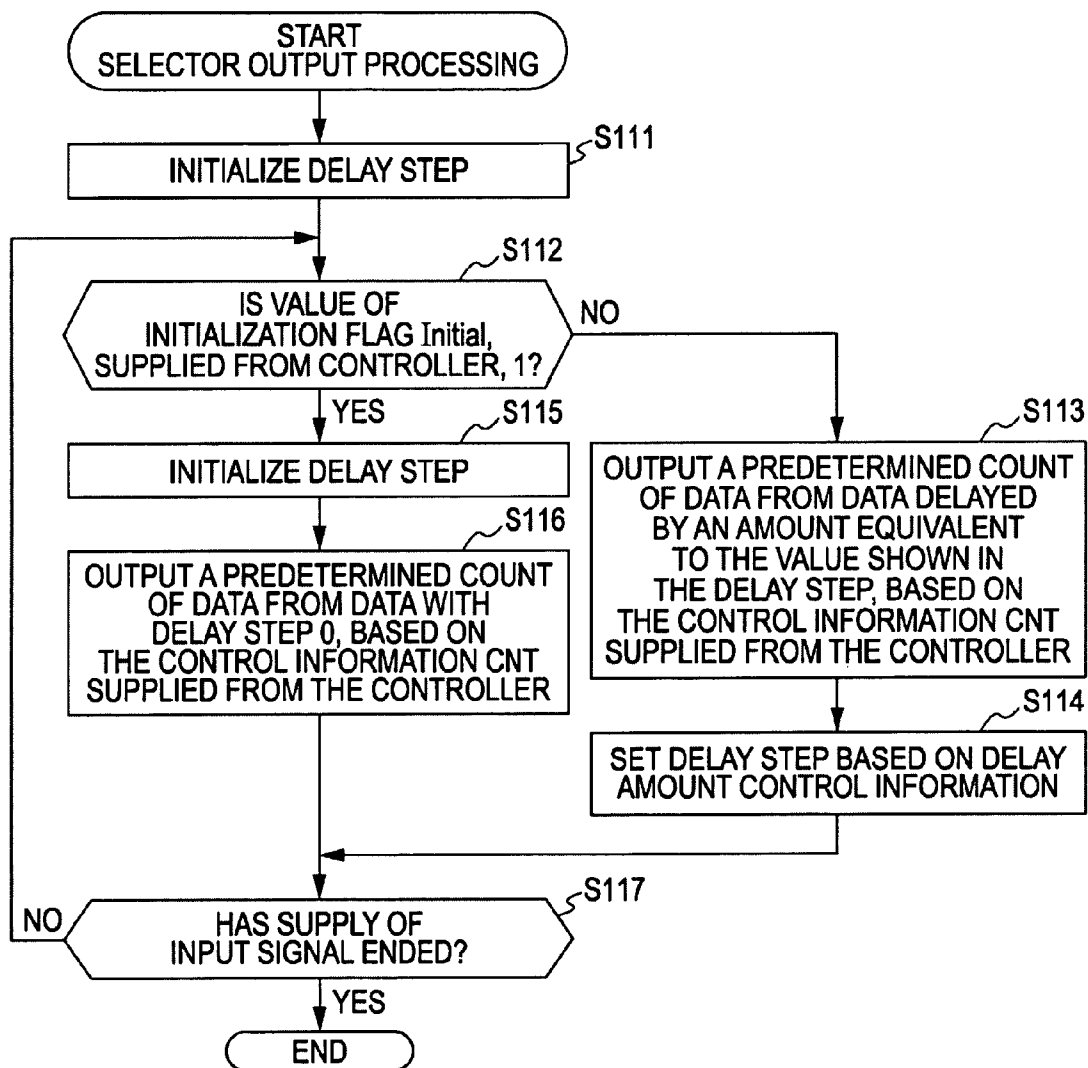 START
SELECTOR OUTPUT PROCESSING
S111
INITIALIZE DELAY STEP
S112
IS VALUE OF
INITIALIZATION FLAG Initial,
SUPPLIED FROM CONTROLLER, 1?
NO
YES
S115
INITIALIZE DELAY STEP
S116
OUTPUT A PREDETERMINED COUNT
OF DATA FROM DATA WITH
DELAY STEP 0, BASED ON
THE CONTROL INFORMATION CNT
SUPPLIED FROM THE CONTROLLER
S113
OUTPUT A PREDETERMINED COUNT
OF DATA FROM DATA DELAYED
BY AN AMOUNT EQUIVALENT
TO THE VALUE SHOWN IN
THE DELAY STEP, BASED ON
THE CONTROL INFORMATION CNT
SUPPLIED FROM THE CONTROLLER
S114
SET DELAY STEP BASED ON DELAY
AMOUNT CONTROL INFORMATION
S117
NO
HAS SUPPLY OF
INPUT SIGNAL ENDED?
YES
END